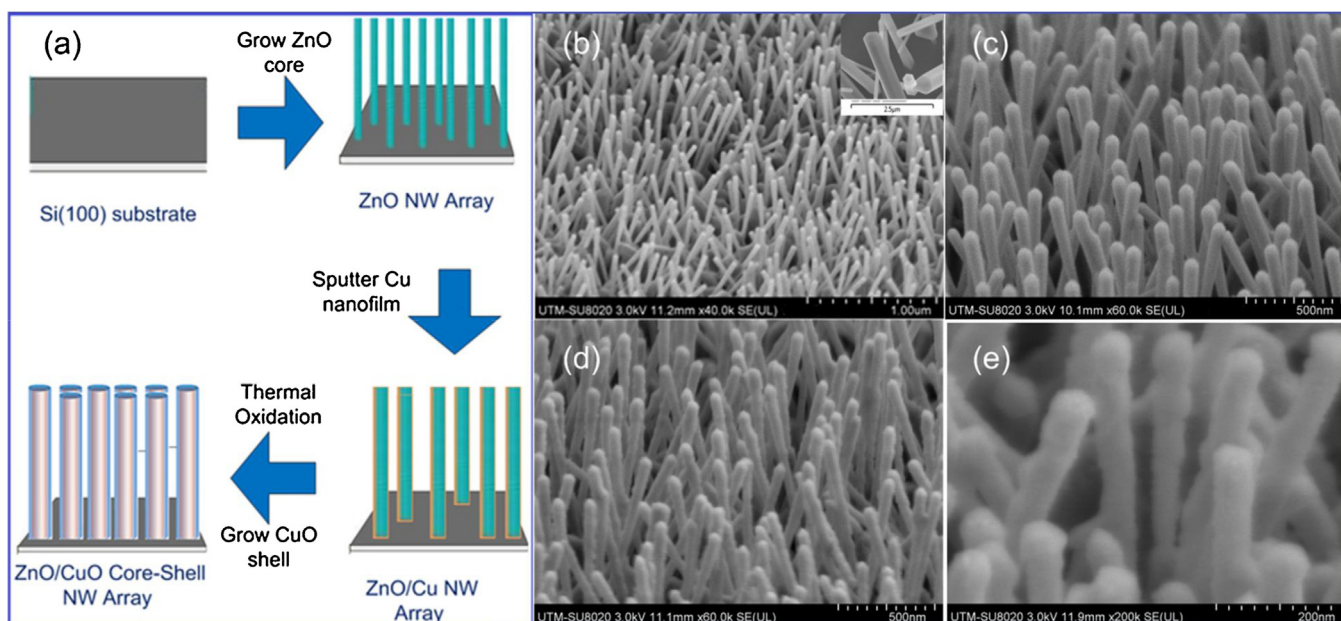 (a)
Grow ZnO
core
Si(100) substrate
ZnO NW Array
Sputter Cu
nanofilm
Thermal
Oxidation
Grow CuO
shell
ZnO/CuO Core-Shell
NW Array
ZnO/Cu NW
Array
(b)
25µm
UTM-SU8020 3.0kV 11.2mm x40.0k SE(UL)
1.00um
(c)
UTM-SU8020 3.0kV 10.1mm x60.0k SE(UL)
500nm
(d)
UTM-SU8020 3.0kV 11.1mm x60.0k SE(UL)
500nm
(e)
UTM-SU8020 3.0kV 11.9mm x200k SE(UL)
200nm